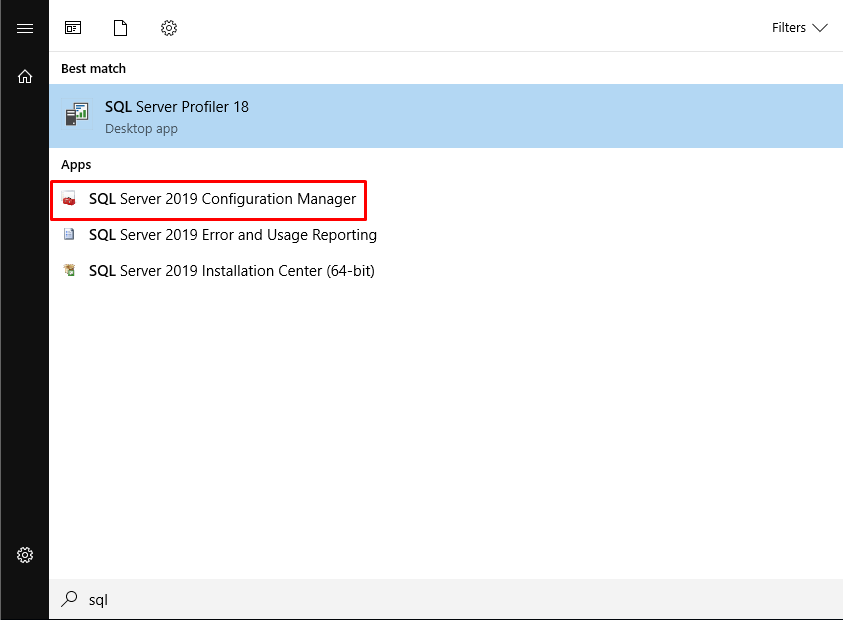 Filters
Best match
SQL Server Profiler 18
Desktop app
Apps
SQL Server 2019 Configuration Manager
SQL Server 2019 Error and Usage Reporting
SQL Server 2019 Installation Center (64-bit)
sql